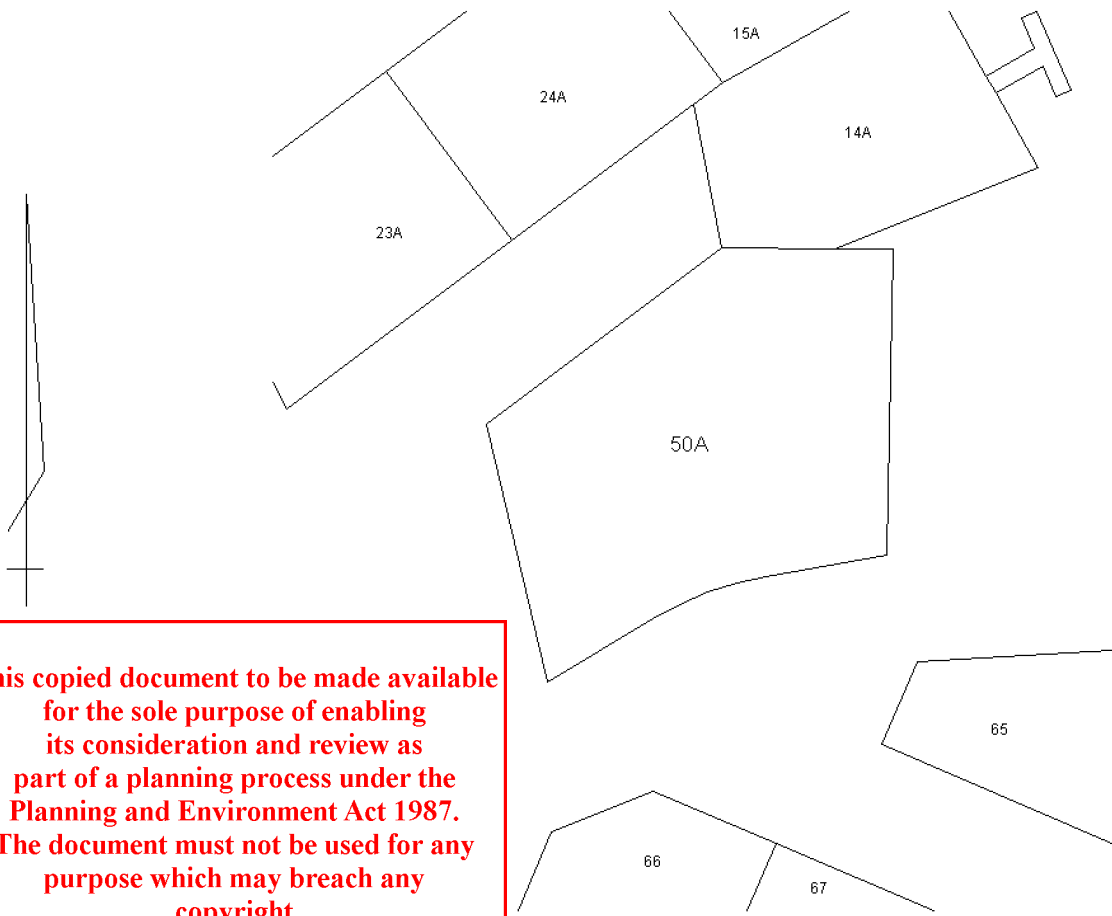 15A
24A
14A
23A
50A
his copied document to be made available
for the sole purpose of enabling
its consideration and review as
part of a planning process under the
Planning and Environment Act 1987.
The document must not be used for any
purpose which may breach any
copyright
65
66
67